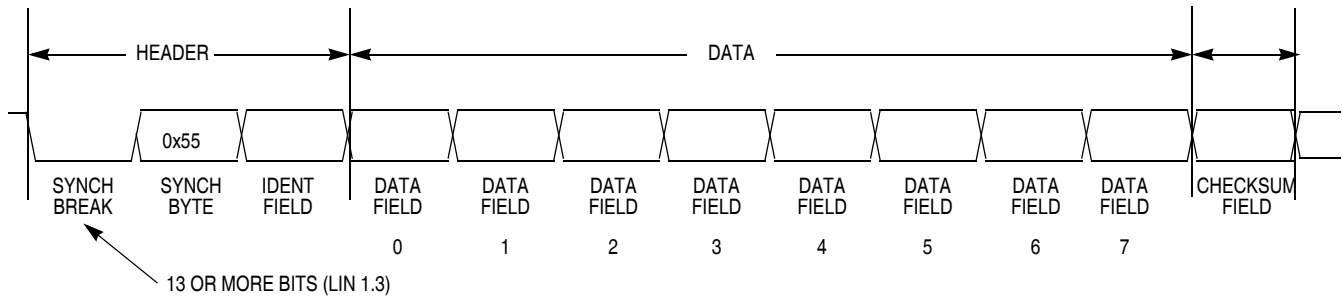 HEADER
DATA
0x55
SYNCH BREAK
SYNCH BYTE
IDENT FIELD
DATA FIELD 0
DATA FIELD 1
DATA FIELD 2
DATA FIELD 3
DATA FIELD 4
DATA FIELD 5
DATA FIELD 6
DATA FIELD 7
CHECKSUM FIELD
13 OR MORE BITS (LIN 1.3)